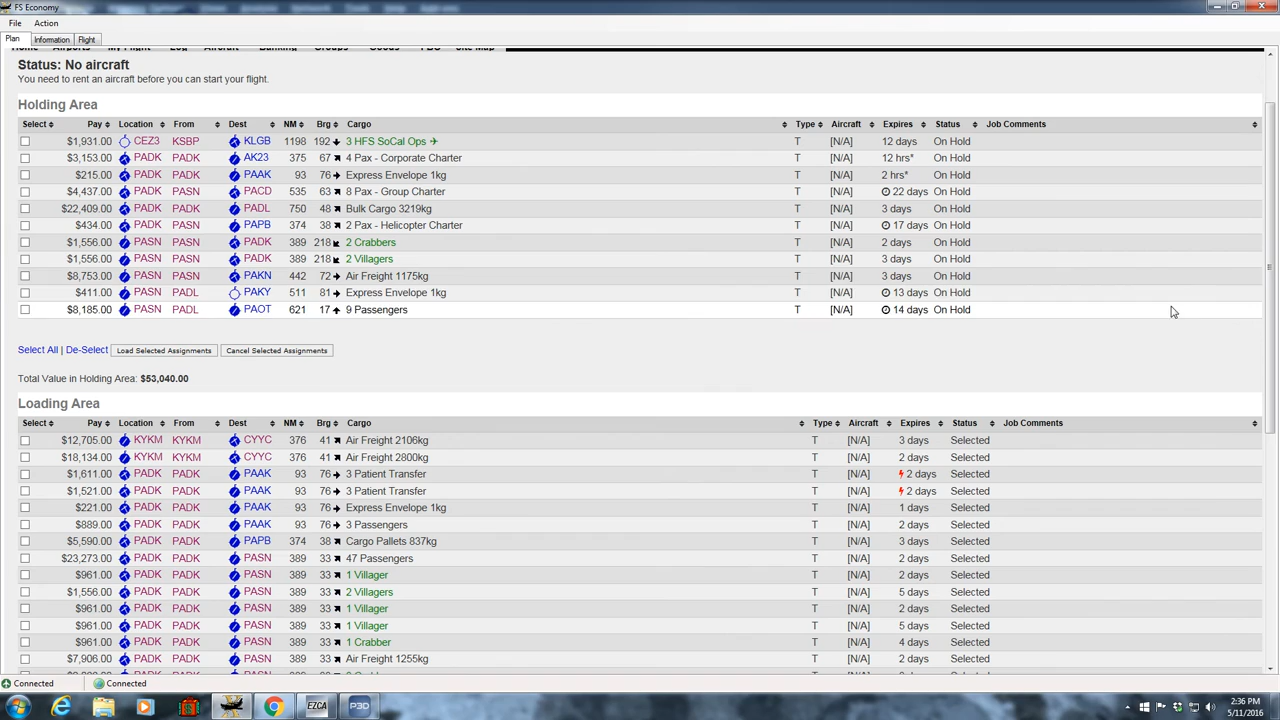 FS Economy
File Action
Plan Information Flight
Home Airports My Flight Log Aircraft Banking Groups Goods FBO Site Map
Status: No aircraft
You need to rent an aircraft before you can start your flight.
Holding Area
Select Pay Location From Dest NM Brg Cargo Type Aircraft Expires Status Job Comments
$1,931.00 CEZ3 KSBP KLGB 1198 192 3 HFS SoCal Ops T [N/A] 12 days On Hold
$3,153.00 PADK PADK AK23 375 67 4 Pax - Corporate Charter T [N/A] 12 hrs* On Hold
$215.00 PADK PADK PAAK 93 76 Express Envelope 1kg T [N/A] 2 hrs* On Hold
$4,437.00 PADK PASN PACD 535 63 8 Pax - Group Charter T [N/A] 22 days On Hold
$22,409.00 PADK PADK PADL 750 48 Bulk Cargo 3219kg T [N/A] 3 days On Hold
$434.00 PADK PASN PAPB 374 38 2 Pax - Helicopter Charter T [N/A] 17 days On Hold
$1,556.00 PASN PASN PADK 389 218 2 Crabbers T [N/A] 2 days On Hold
$1,556.00 PASN PASN PADK 389 218 2 Villagers T [N/A] 3 days On Hold
$8,753.00 PASN PASN PAKN 442 72 Air Freight 1175kg T [N/A] 3 days On Hold
$411.00 PASN PADL PAKY 511 81 Express Envelope 1kg T [N/A] 13 days On Hold
$8,185.00 PASN PADL PAOT 621 17 9 Passengers T [N/A] 14 days On Hold
Select All | De-Select Load Selected Assignments Cancel Selected Assignments
Total Value in Holding Area: $53,040.00
Loading Area
Select Pay Location From Dest NM Brg Cargo Type Aircraft Expires Status Job Comments
$12,705.00 KYKM KYKM CYYC 376 41 Air Freight 2106kg T [N/A] 3 days Selected
$18,134.00 KYKM KYKM CYYC 376 41 Air Freight 2800kg T [N/A] 2 days Selected
$1,611.00 PADK PADK PAAK 93 76 3 Patient Transfer T [N/A] 2 days Selected
$1,521.00 PADK PADK PAAK 93 76 3 Patient Transfer T [N/A] 2 days Selected
$221.00 PADK PADK PAAK 93 76 Express Envelope 1kg T [N/A] 1 days Selected
$889.00 PADK PADK PAAK 93 76 3 Passengers T [N/A] 2 days Selected
$5,590.00 PADK PADK PAPB 374 38 Cargo Pallets 837kg T [N/A] 3 days Selected
$23,273.00 PADK PADK PASN 389 33 47 Passengers T [N/A] 2 days Selected
$961.00 PADK PADK PASN 389 33 1 Villager T [N/A] 2 days Selected
$1,556.00 PADK PADK PASN 389 33 2 Villagers T [N/A] 5 days Selected
$961.00 PADK PADK PASN 389 33 1 Villager T [N/A] 2 days Selected
$961.00 PADK PADK PASN 389 33 1 Villager T [N/A] 5 days Selected
$961.00 PADK PADK PASN 389 33 1 Crabber T [N/A] 4 days Selected
$7,906.00 PADK PADK PASN 389 33 Air Freight 1255kg T [N/A] 2 days Selected
Connected Connected
EZCA P3D 2:36 PM
5/11/2016